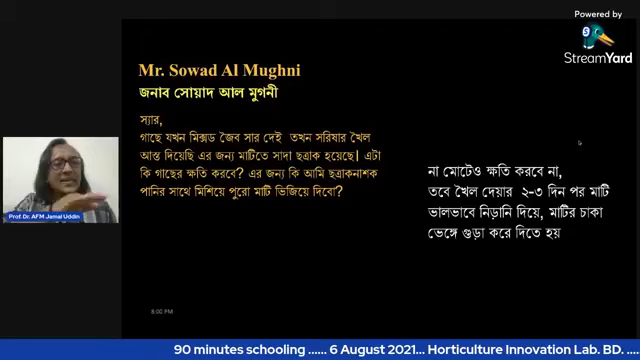 Powered by
StreamYard
Mr. Sowad Al Mughni
জনাব সোয়াদ আল মুগনী
স্যার,
গাছে যখন মিক্সড জৈব সার দেই তখন সরিষার খৈল
আস্ত দিয়েছি এর জন্য মাটিতে সাদা ছত্রাক হয়েছে। এটা
কি গাছের ক্ষতি করবে? এর জন্য কি আমি ছত্রাকনাশক
পানির সাথে মিশিয়ে পুরো মাটি ভিজিয়ে দিবো?
না মোটেও ক্ষতি করবে না,
তবে খৈল দেয়ার ২-৩ দিন পর মাটি
ভালভাবে নিড়ানি দিয়ে, মাটির চাকা
ভেঙ্গে গুড়া করে দিতে হয়
Prof. Dr. AFM Jamal Uddin
8:00 PM
90 minutes schooling ...... 6 August 2021... Horticulture Innovation Lab. BD. ....